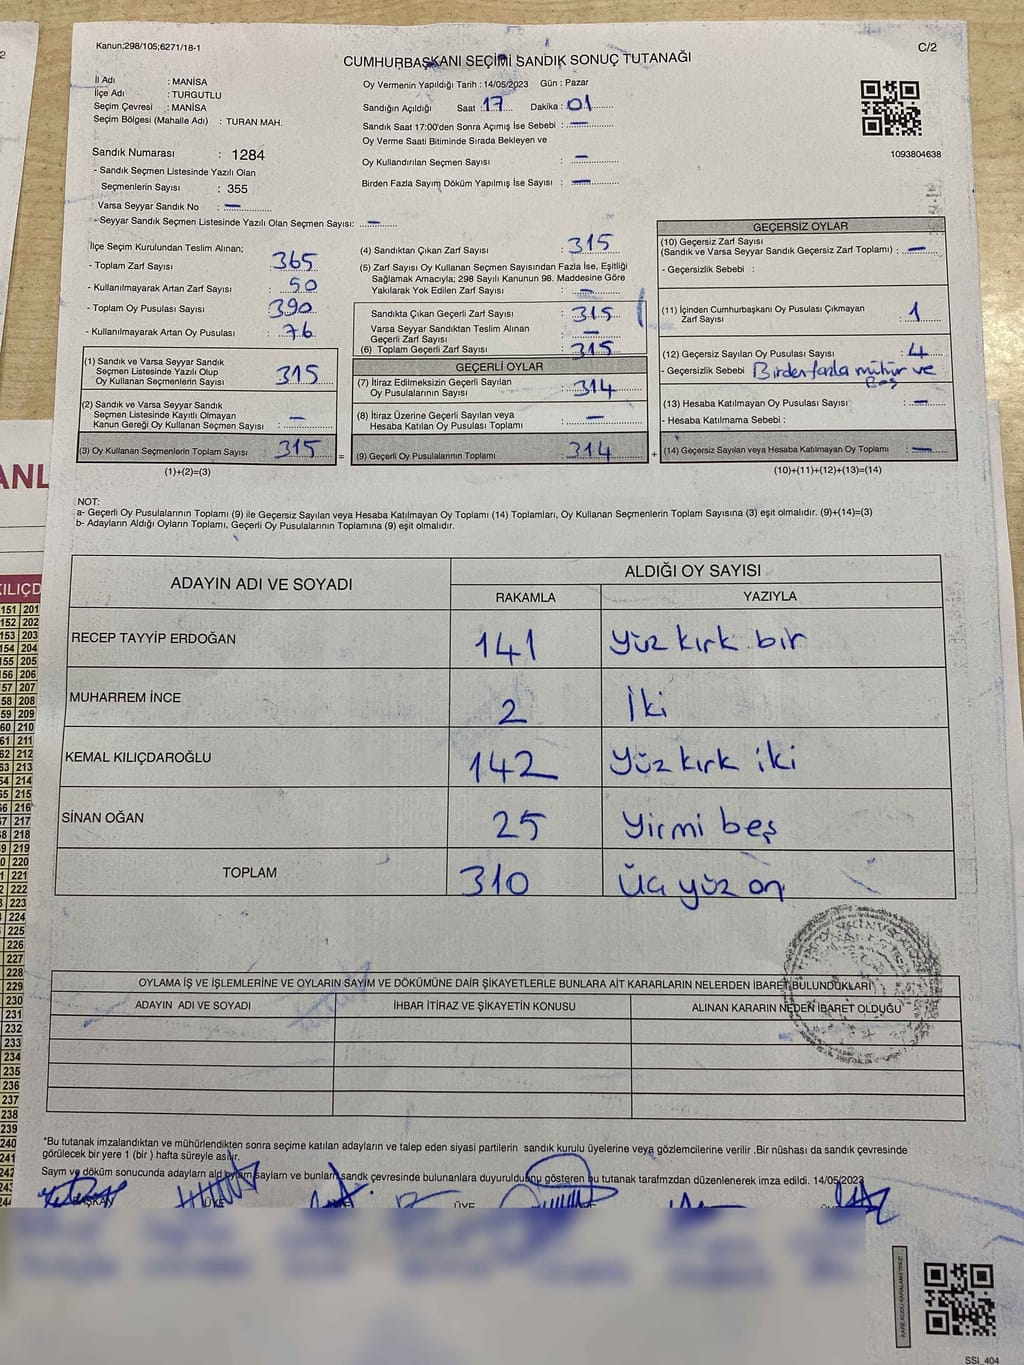 Kanun;298/105;6271/18-1
C/2
CUMHURBAŞKANI SEÇİMİ SANDIK SONUÇ TUTANAĞI
İl Adı : MANİSA
İlçe Adı : TURGUTLU
Seçim Çevresi : MANİSA
Seçim Bölgesi (Mahalle Adı) : TURAN MAH.
Oy Vermenin Yapıldığı Tarih : 14/05/2023 Gün : Pazar
Sandığın Açıldığı Saat : 17 Dakika : 01
Sandık Saat 17:00'den Sonra Açımış İse Sebebi : —
Oy Verme Saati Bitiminde Sırada Bekleyen ve
Oy Kullandırılan Seçmen Sayısı : —
Birden Fazla Sayım Döküm Yapılmış İse Sayısı : —
1093804638
Sandık Numarası : 1284
- Sandık Seçmen Listesinde Yazılı Olan
Seçmenlerin Sayısı : 355
- Varsa Seyyar Sandık No : —
- Seyyar Sandık Seçmen Listesinde Yazılı Olan Seçmen Sayısı: —
İlçe Seçim Kurulundan Teslim Alınan;
- Toplam Zarf Sayısı : 365
- Kullanılmayarak Artan Zarf Sayısı : 50
- Toplam Oy Pusulası Sayısı : 390
- Kullanılmayarak Artan Oy Pusulası : 76
(1) Sandık ve Varsa Seyyar Sandık
Seçmen Listesinde Yazılı Olup
Oy Kullanan Seçmenlerin Sayısı : 315
(2) Sandık ve Varsa Seyyar Sandık
Seçmen Listesinde Kayıtlı Olmayan
Kanun Gereği Oy Kullanan Seçmen Sayısı : —
(3) Oy Kullanan Seçmenlerin Toplam Sayısı : 315
(1)+(2)=(3)
(4) Sandıktan Çıkan Zarf Sayısı : 315
(5) Zarf Sayısı Oy Kullanan Seçmen Sayısından Fazla İse, Eşitliği
Sağlamak Amacıyla; 298 Sayılı Kanunun 98. Maddesine Göre
Yakılarak Yok Edilen Zarf Sayısı : —
Sandıkta Çıkan Geçerli Zarf Sayısı : 315
Varsa Seyyar Sandıktan Teslim Alınan
Geçerli Zarf Sayısı : —
(6) Toplam Geçerli Zarf Sayısı : 315
GEÇERLİ OYLAR
(7) İtiraz Edilmeksizin Geçerli Sayılan
Oy Pusulalarının Sayısı : 314
(8) İtiraz Üzerine Geçerli Sayılan veya
Hesaba Katılan Oy Pusulası Toplamı : —
= (9) Geçerli Oy Pusulalarının Toplamı : 314 +
GEÇERSİZ OYLAR
(10) Geçersiz Zarf Sayısı
(Sandık ve Varsa Seyyar Sandık Geçersiz Zarf Toplamı) : —
- Geçersizlik Sebebi :
(11) İçinden Cumhurbaşkanı Oy Pusulası Çıkmayan
Zarf Sayısı : 1
(12) Geçersiz Sayılan Oy Pusulası Sayısı : 4
- Geçersizlik Sebebi Birden fazla mühür ve
Boş
(13) Hesaba Katılmayan Oy Pusulası Sayısı : —
- Hesaba Katılmama Sebebi :
(14) Geçersiz Sayılan veya Hesaba Katılmayan Oy Toplamı : —
(10)+(11)+(12)+(13)=(14)
NOT:
a- Geçerli Oy Pusulalarının Toplamı (9) ile Geçersiz Sayılan veya Hesaba Katılmayan Oy Toplamı (14) Toplamları, Oy Kullanan Seçmenlerin Toplam Sayısına (3) eşit olmalıdır. (9)+(14)=(3)
b- Adayların Aldığı Oyların Toplamı, Geçerli Oy Pusulalarının Toplamına (9) eşit olmalıdır.
ADAYIN ADI VE SOYADI
ALDIĞI OY SAYISI
RAKAMLA YAZIYLA
RECEP TAYYİP ERDOĞAN 141 Yüz kırk bir
MUHARREM İNCE 2 İki
KEMAL KILIÇDAROĞLU 142 Yüz kırk iki
SİNAN OĞAN 25 Yirmi beş
TOPLAM 310 Üç yüz on
OYLAMA İŞ VE İŞLEMLERİNE VE OYLARIN SAYIM VE DÖKÜMÜNE DAİR ŞİKAYETLERLE BUNLARA AİT KARARLARIN NELERDEN İBARET BULUNDUKLARI
ADAYIN ADI VE SOYADI İHBAR İTİRAZ VE ŞİKAYETİN KONUSU ALINAN KARARIN NEDEN İBARET OLDUĞU
*Bu tutanak imzalandıktan ve mühürlendikten sonra seçime katılan adayların ve talep eden siyasi partilerin sandık kurulu üyelerine veya gözlemcilerine verilir. Bir nüshası da sandık çevresinde
görülecek bir yere 1 (bir ) hafta süreyle asılır.
Sayım ve döküm sonucunda adayların aldığı oyların sayıların ve bunların sandık çevresinde bulunanlara duyurulduğunu gösteren bu tutanak tarafımızdan düzenlenerek imza edildi. 14/05/2023
BAŞKAN ÜYE ÜYE
SSI_404
ANL
KILIÇD
151 201
152 202
153 203
154 204
155 205
156 206
57 207
58 208
59 209
60 210
61 211
62 212
63 213
64 214
65 215
66 216
67 217
68 218
69 219
220
221
222
223
224
225
226
227
228
229
230
231
232
233
234
235
236
237
238
239
240
241
242